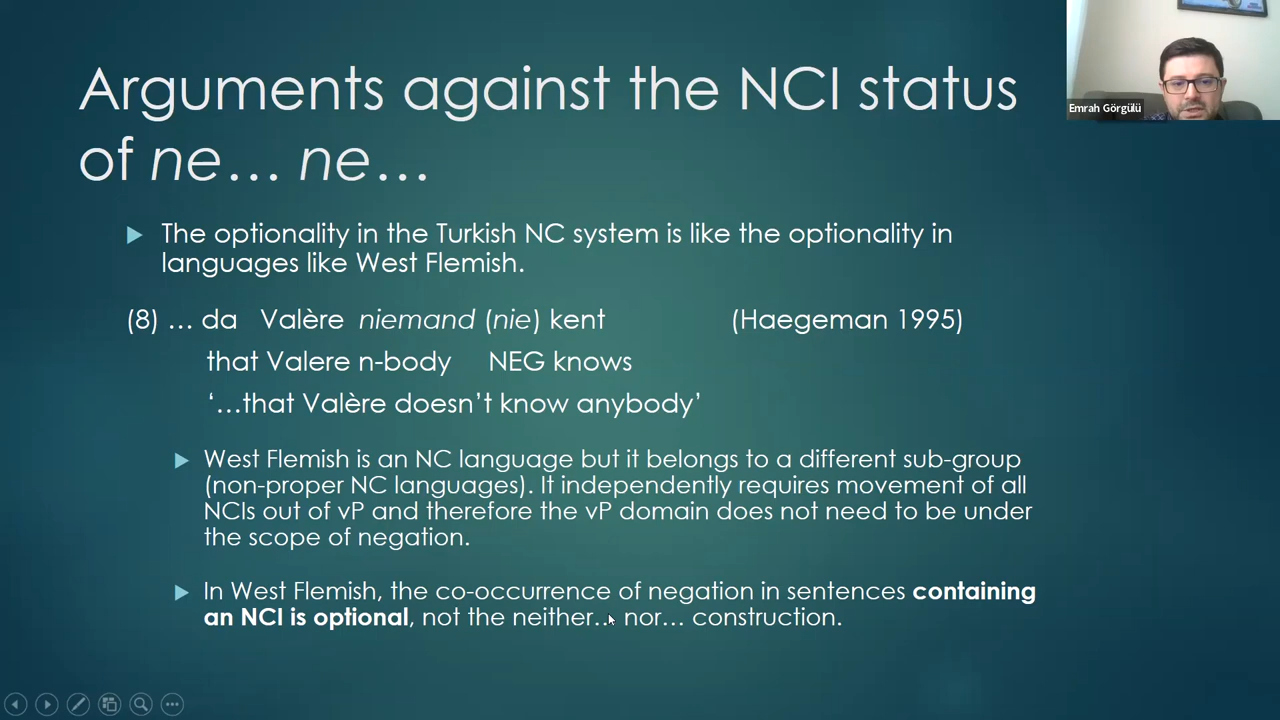 Arguments against the NCI status
of ne… ne…
The optionality in the Turkish NC system is like the optionality in
languages like West Flemish.
(8) … da Valère niemand (nie) kent (Haegeman 1995)
that Valere n-body NEG knows
‘…that Valère doesn’t know anybody’
West Flemish is an NC language but it belongs to a different sub-group
(non-proper NC languages). It independently requires movement of all
NCIs out of vP and therefore the vP domain does not need to be under
the scope of negation.
In West Flemish, the co-occurrence of negation in sentences containing
an NCI is optional, not the neither… nor… construction.
Emrah Görgülü